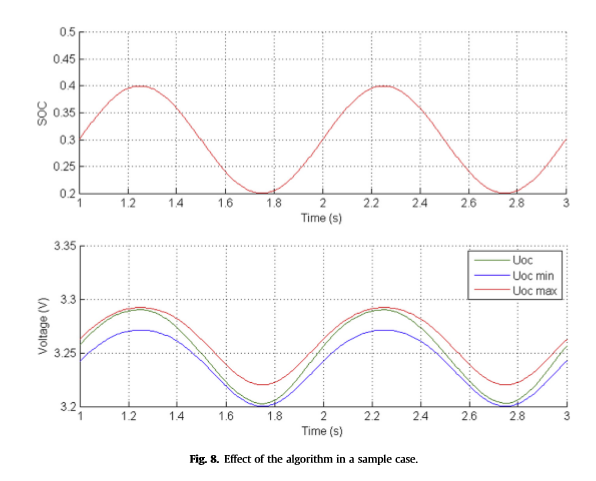 0.5
0.45
0.4
0.35
0.3
0.25
0.2
SOC
1 1.2 1.4 1.6 1.8 2 2.2 2.4 2.6 2.8 3
Time (s)
3.35
3.3
3.25
3.2
Voltage (V)
Uoc
Uoc min
Uoc max
1 1.2 1.4 1.6 1.8 2 2.2 2.4 2.6 2.8 3
Time (s)
Fig. 8. Effect of the algorithm in a sample case.